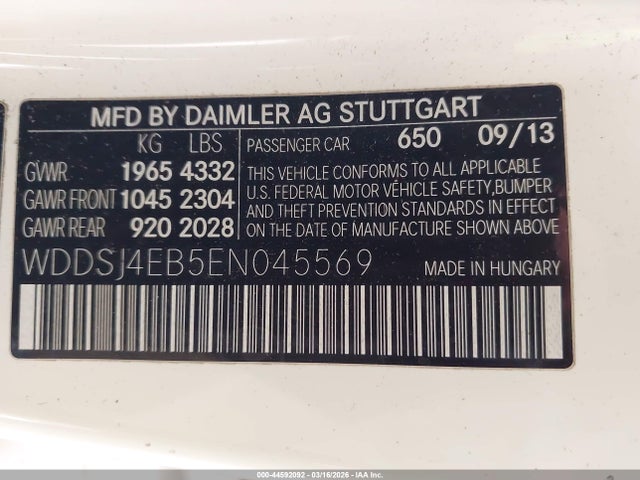 MFD BY DAIMLER AG STUTTGART
KG LBS
GVWR 1965 4332
GAWR FRONT 1045 2304
GAWR REAR 920 2028
PASSENGER CAR 650 09/13
THIS VEHICLE CONFORMS TO ALL APPLICABLE
U.S. FEDERAL MOTOR VEHICLE SAFETY,BUMPER
AND THEFT PREVENTION STANDARDS IN EFFECT
ON THE DATE OF MANUFACTURE SHOWN ABOVE.
WDDSJ4EB5EN045569 MADE IN HUNGARY
000-44592092 - 03/16/2026 - IAA Inc.